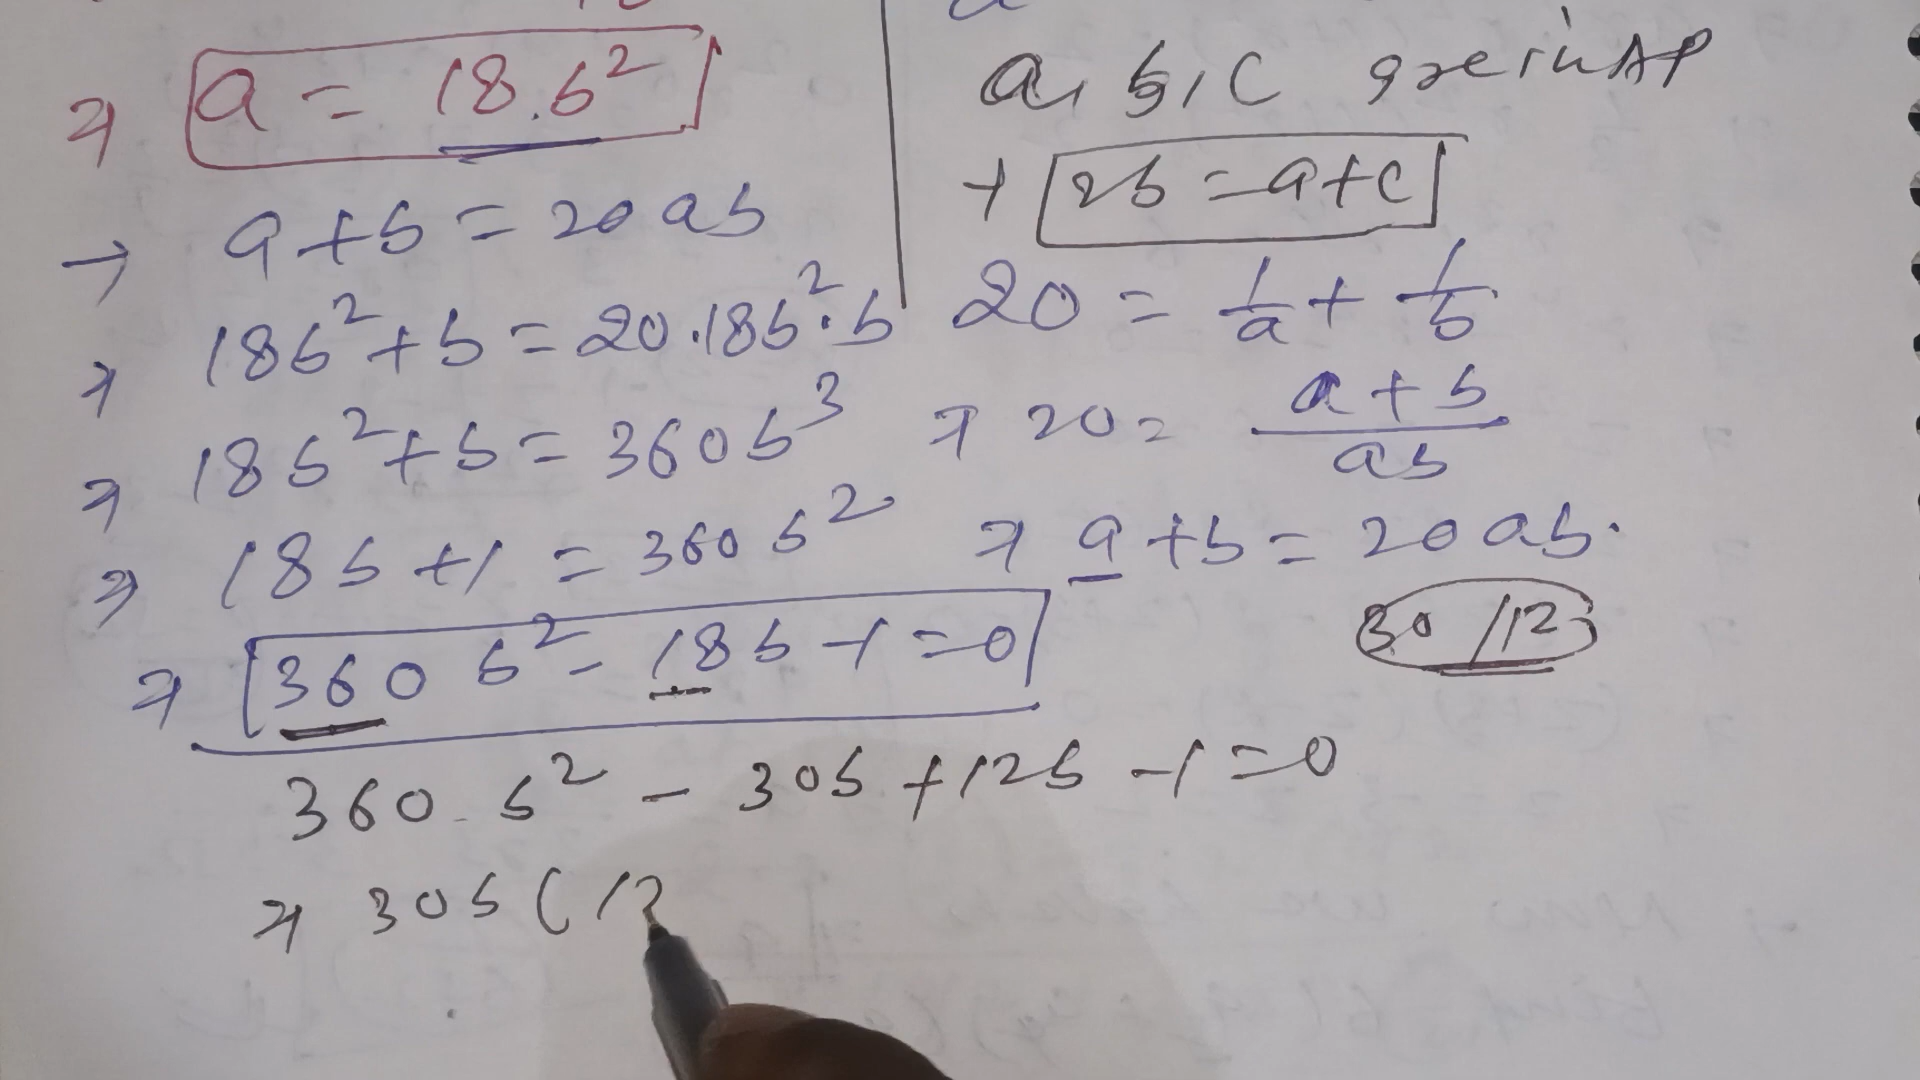 ⇒ a = 18.b²
→ a + b = 20ab
⇒ 18b² + b = 20.18b².b
⇒ 18b² + b = 360b³
⇒ 18b + 1 = 360b²
⇒ 360b² - 18b - 1 = 0
360.b² - 30b + 12b - 1 = 0
⇒ 30b(12
a, b, c are in AP
→ 2b = a + c
20 = 1/a + 1/b
⇒ 20 = a + b / ab
⇒ a + b = 20ab.
30/12